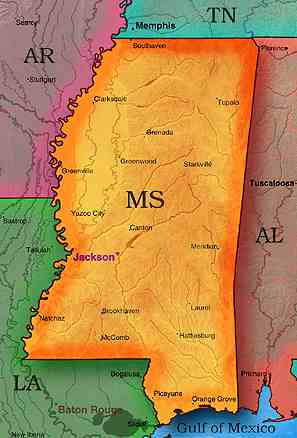 TN
Searcy
Memphis
Southaven
Florence
AR
Stuttgart
Clarksdale
Tupelo
Grenada
Greenwood
Starkville
Greenville
Tuscaloosa
MS
Yazoo City
Bastrop
Canton
AL
Tallulah
Meridian
Jackson
Natchez
Brookhaven
Laurel
McComb
Hattiesburg
Bogalusa
Prichard
LA
Picayune
Orange Grove
Baton Rouge
Slidell
Gulf of Mexico
New Iberia